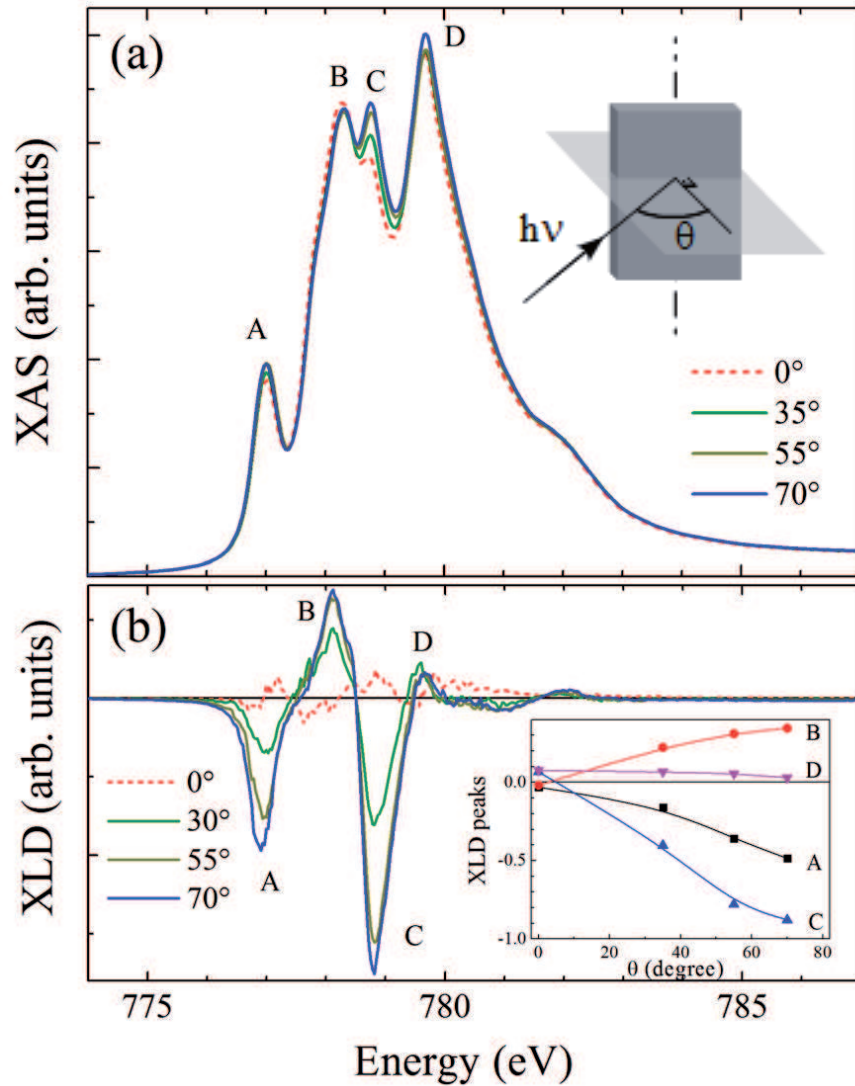 (a)
A
B
C
D
hν
θ
0°
35°
55°
70°
XAS (arb. units)
(b)
B
D
A
C
0°
30°
55°
70°
XLD (arb. units)
0.0
-0.5
-1.0
XLD peaks
B
D
A
C
0 20 40 60 80
θ (degree)
775 780 785
Energy (eV)